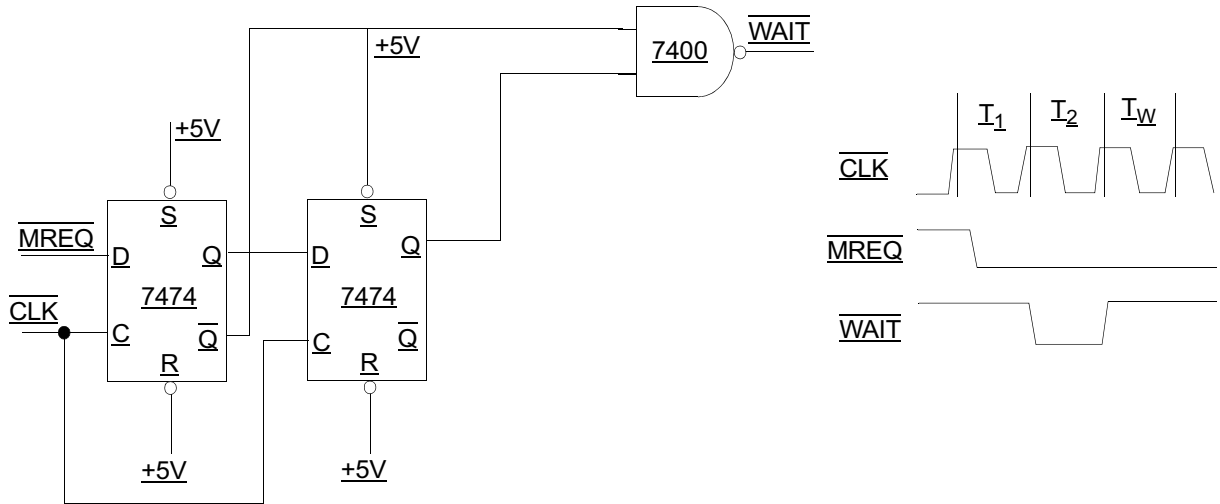 WAIT
7400
+5V
+5V
S
S
MREQ
D
Q
D
Q
7474
7474
CLK
C
Q
C
Q
R
R
+5V
+5V
T1
T2
TW
CLK
MREQ
WAIT